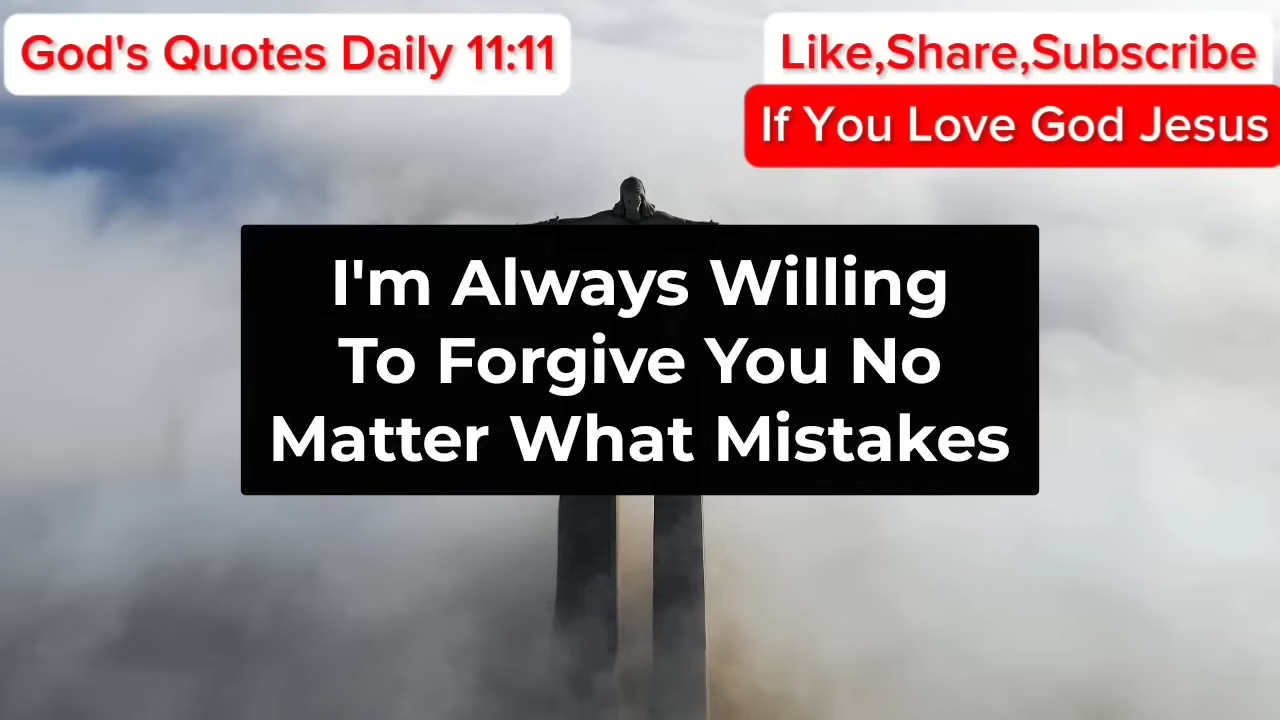 God's Quotes Daily 11:11
Like,Share,Subscribe
If You Love God Jesus
I'm Always Willing
To Forgive You No
Matter What Mistakes